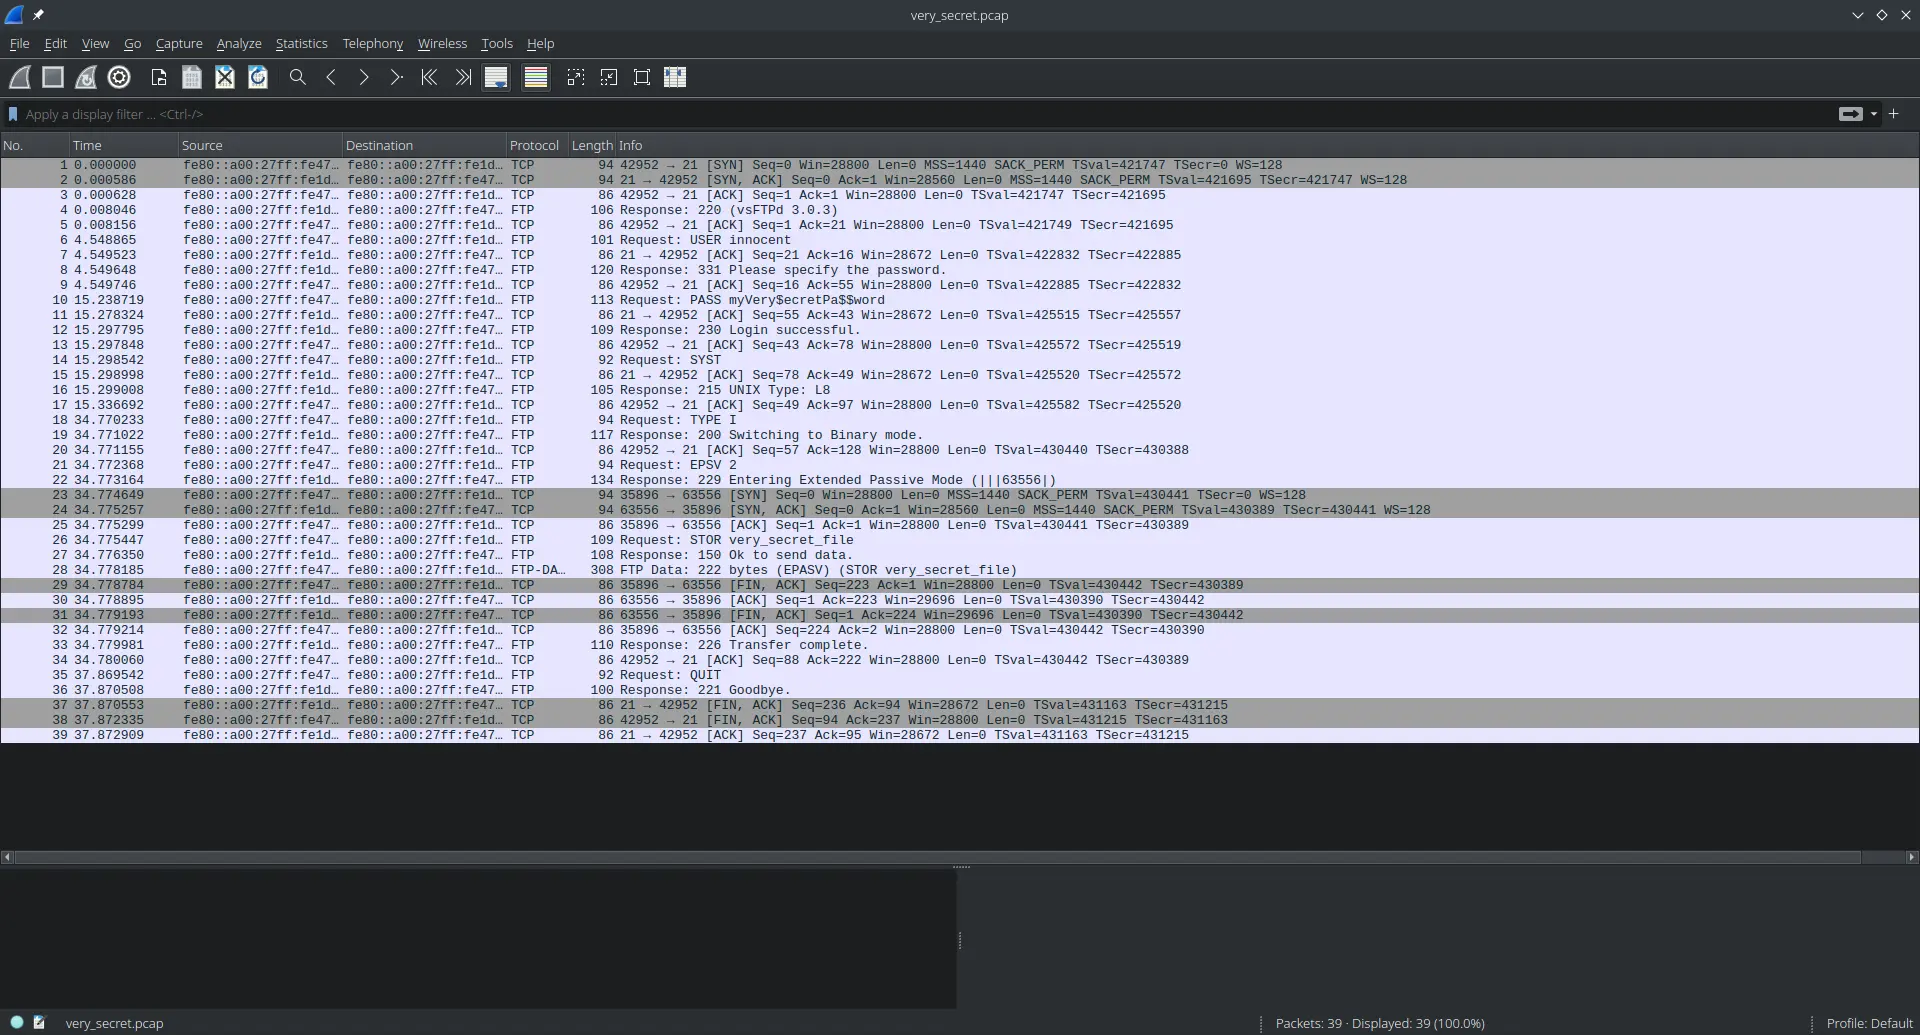 very_secret.pcap
File Edit View Go Capture Analyze Statistics Telephony Wireless Tools Help
Apply a display filter ... <Ctrl-/>
No. Time Source Destination Protocol Length Info
1 0.000000 fe80::a00:27ff:fe47… fe80::a00:27ff:fe1d… TCP 94 42952 → 21 [SYN] Seq=0 Win=28800 Len=0 MSS=1440 SACK_PERM TSval=421747 TSecr=0 WS=128
2 0.000586 fe80::a00:27ff:fe1d… fe80::a00:27ff:fe47… TCP 94 21 → 42952 [SYN, ACK] Seq=0 Ack=1 Win=28560 Len=0 MSS=1440 SACK_PERM TSval=421695 TSecr=421747 WS=128
3 0.000628 fe80::a00:27ff:fe47… fe80::a00:27ff:fe1d… TCP 86 42952 → 21 [ACK] Seq=1 Ack=1 Win=28800 Len=0 TSval=421747 TSecr=421695
4 0.008046 fe80::a00:27ff:fe1d… fe80::a00:27ff:fe47… FTP 106 Response: 220 (vsFTPd 3.0.3)
5 0.008156 fe80::a00:27ff:fe47… fe80::a00:27ff:fe1d… TCP 86 42952 → 21 [ACK] Seq=1 Ack=21 Win=28800 Len=0 TSval=421749 TSecr=421695
6 4.548865 fe80::a00:27ff:fe47… fe80::a00:27ff:fe1d… FTP 101 Request: USER innocent
7 4.549523 fe80::a00:27ff:fe1d… fe80::a00:27ff:fe47… TCP 86 21 → 42952 [ACK] Seq=21 Ack=16 Win=28672 Len=0 TSval=422832 TSecr=422885
8 4.549648 fe80::a00:27ff:fe1d… fe80::a00:27ff:fe47… FTP 120 Response: 331 Please specify the password.
9 4.549746 fe80::a00:27ff:fe47… fe80::a00:27ff:fe1d… TCP 86 42952 → 21 [ACK] Seq=16 Ack=55 Win=28800 Len=0 TSval=422885 TSecr=422832
10 15.238719 fe80::a00:27ff:fe47… fe80::a00:27ff:fe1d… FTP 113 Request: PASS myVery$ecretPa$$word
11 15.278324 fe80::a00:27ff:fe1d… fe80::a00:27ff:fe47… TCP 86 21 → 42952 [ACK] Seq=55 Ack=43 Win=28672 Len=0 TSval=425515 TSecr=425557
12 15.297795 fe80::a00:27ff:fe1d… fe80::a00:27ff:fe47… FTP 109 Response: 230 Login successful.
13 15.297848 fe80::a00:27ff:fe47… fe80::a00:27ff:fe1d… TCP 86 42952 → 21 [ACK] Seq=43 Ack=78 Win=28800 Len=0 TSval=425572 TSecr=425519
14 15.298542 fe80::a00:27ff:fe47… fe80::a00:27ff:fe1d… FTP 92 Request: SYST
15 15.298998 fe80::a00:27ff:fe1d… fe80::a00:27ff:fe47… TCP 86 21 → 42952 [ACK] Seq=78 Ack=49 Win=28672 Len=0 TSval=425520 TSecr=425572
16 15.299008 fe80::a00:27ff:fe1d… fe80::a00:27ff:fe47… FTP 105 Response: 215 UNIX Type: L8
17 15.336692 fe80::a00:27ff:fe47… fe80::a00:27ff:fe1d… TCP 86 42952 → 21 [ACK] Seq=49 Ack=97 Win=28800 Len=0 TSval=425582 TSecr=425520
18 34.770233 fe80::a00:27ff:fe47… fe80::a00:27ff:fe1d… FTP 94 Request: TYPE I
19 34.771022 fe80::a00:27ff:fe1d… fe80::a00:27ff:fe47… FTP 117 Response: 200 Switching to Binary mode.
20 34.771155 fe80::a00:27ff:fe47… fe80::a00:27ff:fe1d… TCP 86 42952 → 21 [ACK] Seq=57 Ack=128 Win=28800 Len=0 TSval=430440 TSecr=430388
21 34.772368 fe80::a00:27ff:fe47… fe80::a00:27ff:fe1d… FTP 94 Request: EPSV 2
22 34.773164 fe80::a00:27ff:fe1d… fe80::a00:27ff:fe47… FTP 134 Response: 229 Entering Extended Passive Mode (|||63556|)
23 34.774649 fe80::a00:27ff:fe47… fe80::a00:27ff:fe1d… TCP 94 35896 → 63556 [SYN] Seq=0 Win=28800 Len=0 MSS=1440 SACK_PERM TSval=430441 TSecr=0 WS=128
24 34.775257 fe80::a00:27ff:fe1d… fe80::a00:27ff:fe47… TCP 94 63556 → 35896 [SYN, ACK] Seq=0 Ack=1 Win=28560 Len=0 MSS=1440 SACK_PERM TSval=430389 TSecr=430441 WS=128
25 34.775299 fe80::a00:27ff:fe47… fe80::a00:27ff:fe1d… TCP 86 35896 → 63556 [ACK] Seq=1 Ack=1 Win=28800 Len=0 TSval=430441 TSecr=430389
26 34.775447 fe80::a00:27ff:fe47… fe80::a00:27ff:fe1d… FTP 109 Request: STOR very_secret_file
27 34.776350 fe80::a00:27ff:fe1d… fe80::a00:27ff:fe47… FTP 108 Response: 150 Ok to send data.
28 34.778185 fe80::a00:27ff:fe47… fe80::a00:27ff:fe1d… FTP-DA… 308 FTP Data: 222 bytes (EPASV) (STOR very_secret_file)
29 34.778784 fe80::a00:27ff:fe47… fe80::a00:27ff:fe1d… TCP 86 35896 → 63556 [FIN, ACK] Seq=223 Ack=1 Win=28800 Len=0 TSval=430442 TSecr=430389
30 34.778895 fe80::a00:27ff:fe1d… fe80::a00:27ff:fe47… TCP 86 63556 → 35896 [ACK] Seq=1 Ack=223 Win=29696 Len=0 TSval=430390 TSecr=430442
31 34.779193 fe80::a00:27ff:fe1d… fe80::a00:27ff:fe47… TCP 86 63556 → 35896 [FIN, ACK] Seq=1 Ack=224 Win=29696 Len=0 TSval=430390 TSecr=430442
32 34.779214 fe80::a00:27ff:fe47… fe80::a00:27ff:fe1d… TCP 86 35896 → 63556 [ACK] Seq=224 Ack=2 Win=28800 Len=0 TSval=430442 TSecr=430390
33 34.779981 fe80::a00:27ff:fe1d… fe80::a00:27ff:fe47… FTP 110 Response: 226 Transfer complete.
34 34.780060 fe80::a00:27ff:fe47… fe80::a00:27ff:fe1d… TCP 86 42952 → 21 [ACK] Seq=88 Ack=222 Win=28800 Len=0 TSval=430442 TSecr=430389
35 37.869542 fe80::a00:27ff:fe47… fe80::a00:27ff:fe1d… FTP 92 Request: QUIT
36 37.870508 fe80::a00:27ff:fe1d… fe80::a00:27ff:fe47… FTP 100 Response: 221 Goodbye.
37 37.870553 fe80::a00:27ff:fe1d… fe80::a00:27ff:fe47… TCP 86 21 → 42952 [FIN, ACK] Seq=236 Ack=94 Win=28672 Len=0 TSval=431163 TSecr=431215
38 37.872335 fe80::a00:27ff:fe47… fe80::a00:27ff:fe1d… TCP 86 42952 → 21 [FIN, ACK] Seq=94 Ack=237 Win=28800 Len=0 TSval=431215 TSecr=431163
39 37.872909 fe80::a00:27ff:fe1d… fe80::a00:27ff:fe47… TCP 86 21 → 42952 [ACK] Seq=237 Ack=95 Win=28672 Len=0 TSval=431163 TSecr=431215
very_secret.pcap Packets: 39 · Displayed: 39 (100.0%) Profile: Default